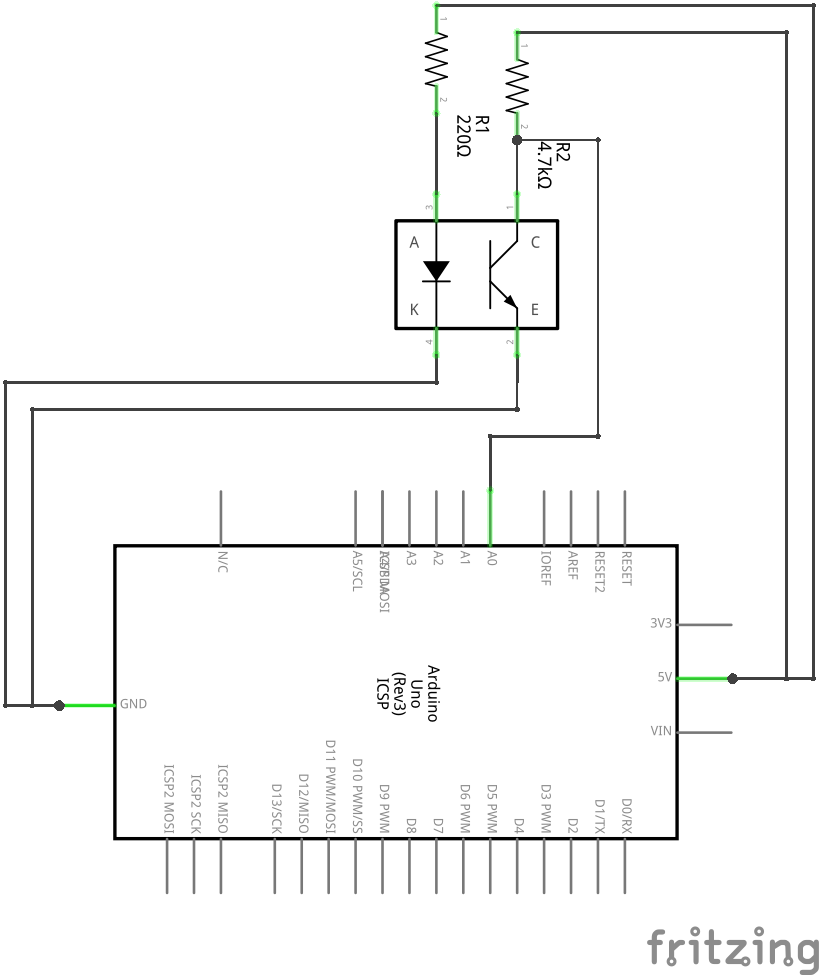 1
1
2
2
R1
220Ω
R2
4.7kΩ
3
1
A
C
K
E
4
2
N/C
A5/SCL
A3
A2
A1
A0
IOREF
AREF
RESET2
RESET
3V3
5V
VIN
GND
Arduino
Uno
(Rev3)
ICSP
ICSP2 MOSI
ICSP2 SCK
ICSP2 MISO
D13/SCK
D12/MISO
D11 PWM/MOSI
D10 PWM/SS
D9 PWM
D8
D7
D6 PWM
D5 PWM
D4
D3 PWM
D2
D1/TX
D0/RX
fritzing